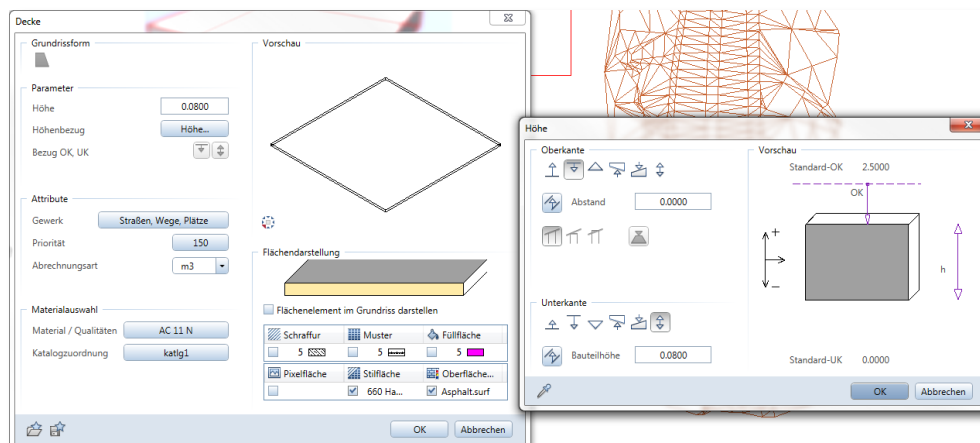 Decke
Grundrissform
Parameter
Höhe 0.0800
Höhenbezug Höhe...
Bezug OK, UK
Attribute
Gewerk Straßen, Wege, Plätze
Priorität 150
Abrechnungsart m3
Materialauswahl
Material / Qualitäten AC 11 N
Katalogzuordnung katlg1
Vorschau
Flächendarstellung
Flächenelement im Grundriss darstellen
Schraffur Muster Füllfläche
5 5 5
Pixelfläche Stilfläche Oberfläche...
660 Ha... Asphalt.surf
OK Abbrechen
Höhe
Oberkante
Abstand 0.0000
Unterkante
Bauteilhöhe 0.0800
Vorschau
Standard-OK 2.5000
OK
+
–
h
Standard-UK 0.0000
OK Abbrechen